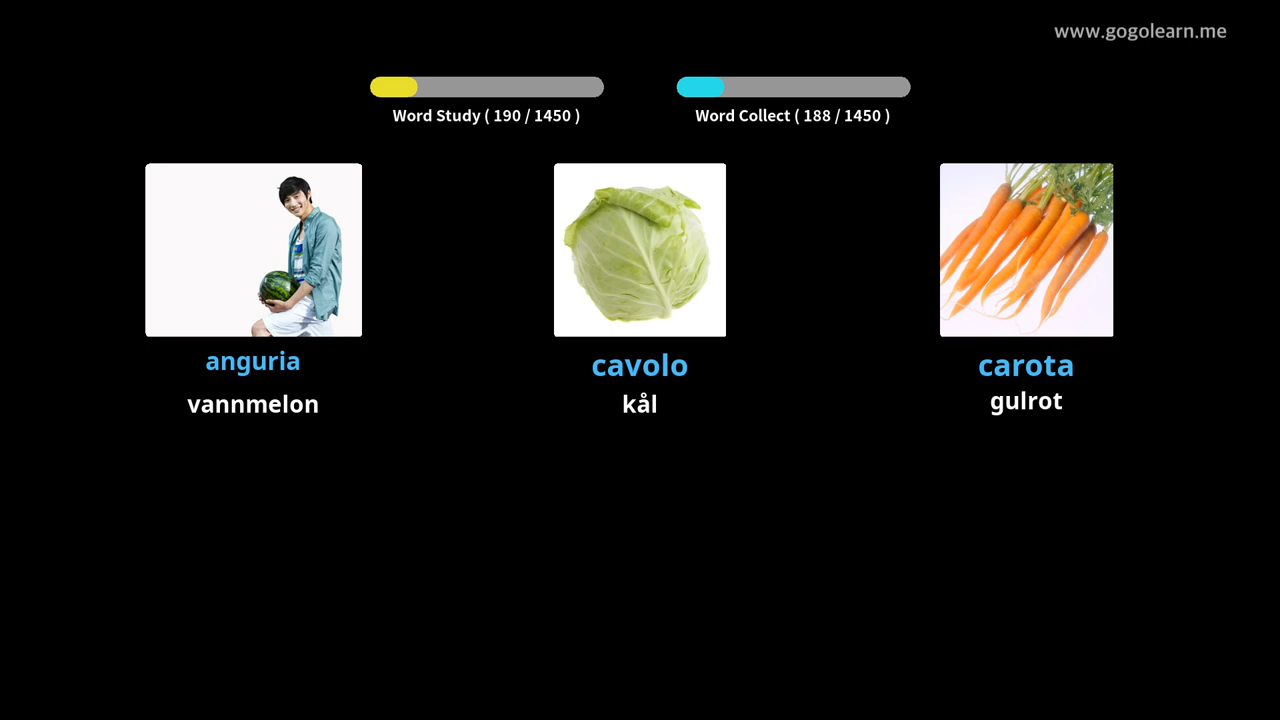 www.gogolearn.me
Word Study ( 190 / 1450 )
Word Collect ( 188 / 1450 )
anguria
cavolo
carota
vannmelon
kål
gulrot